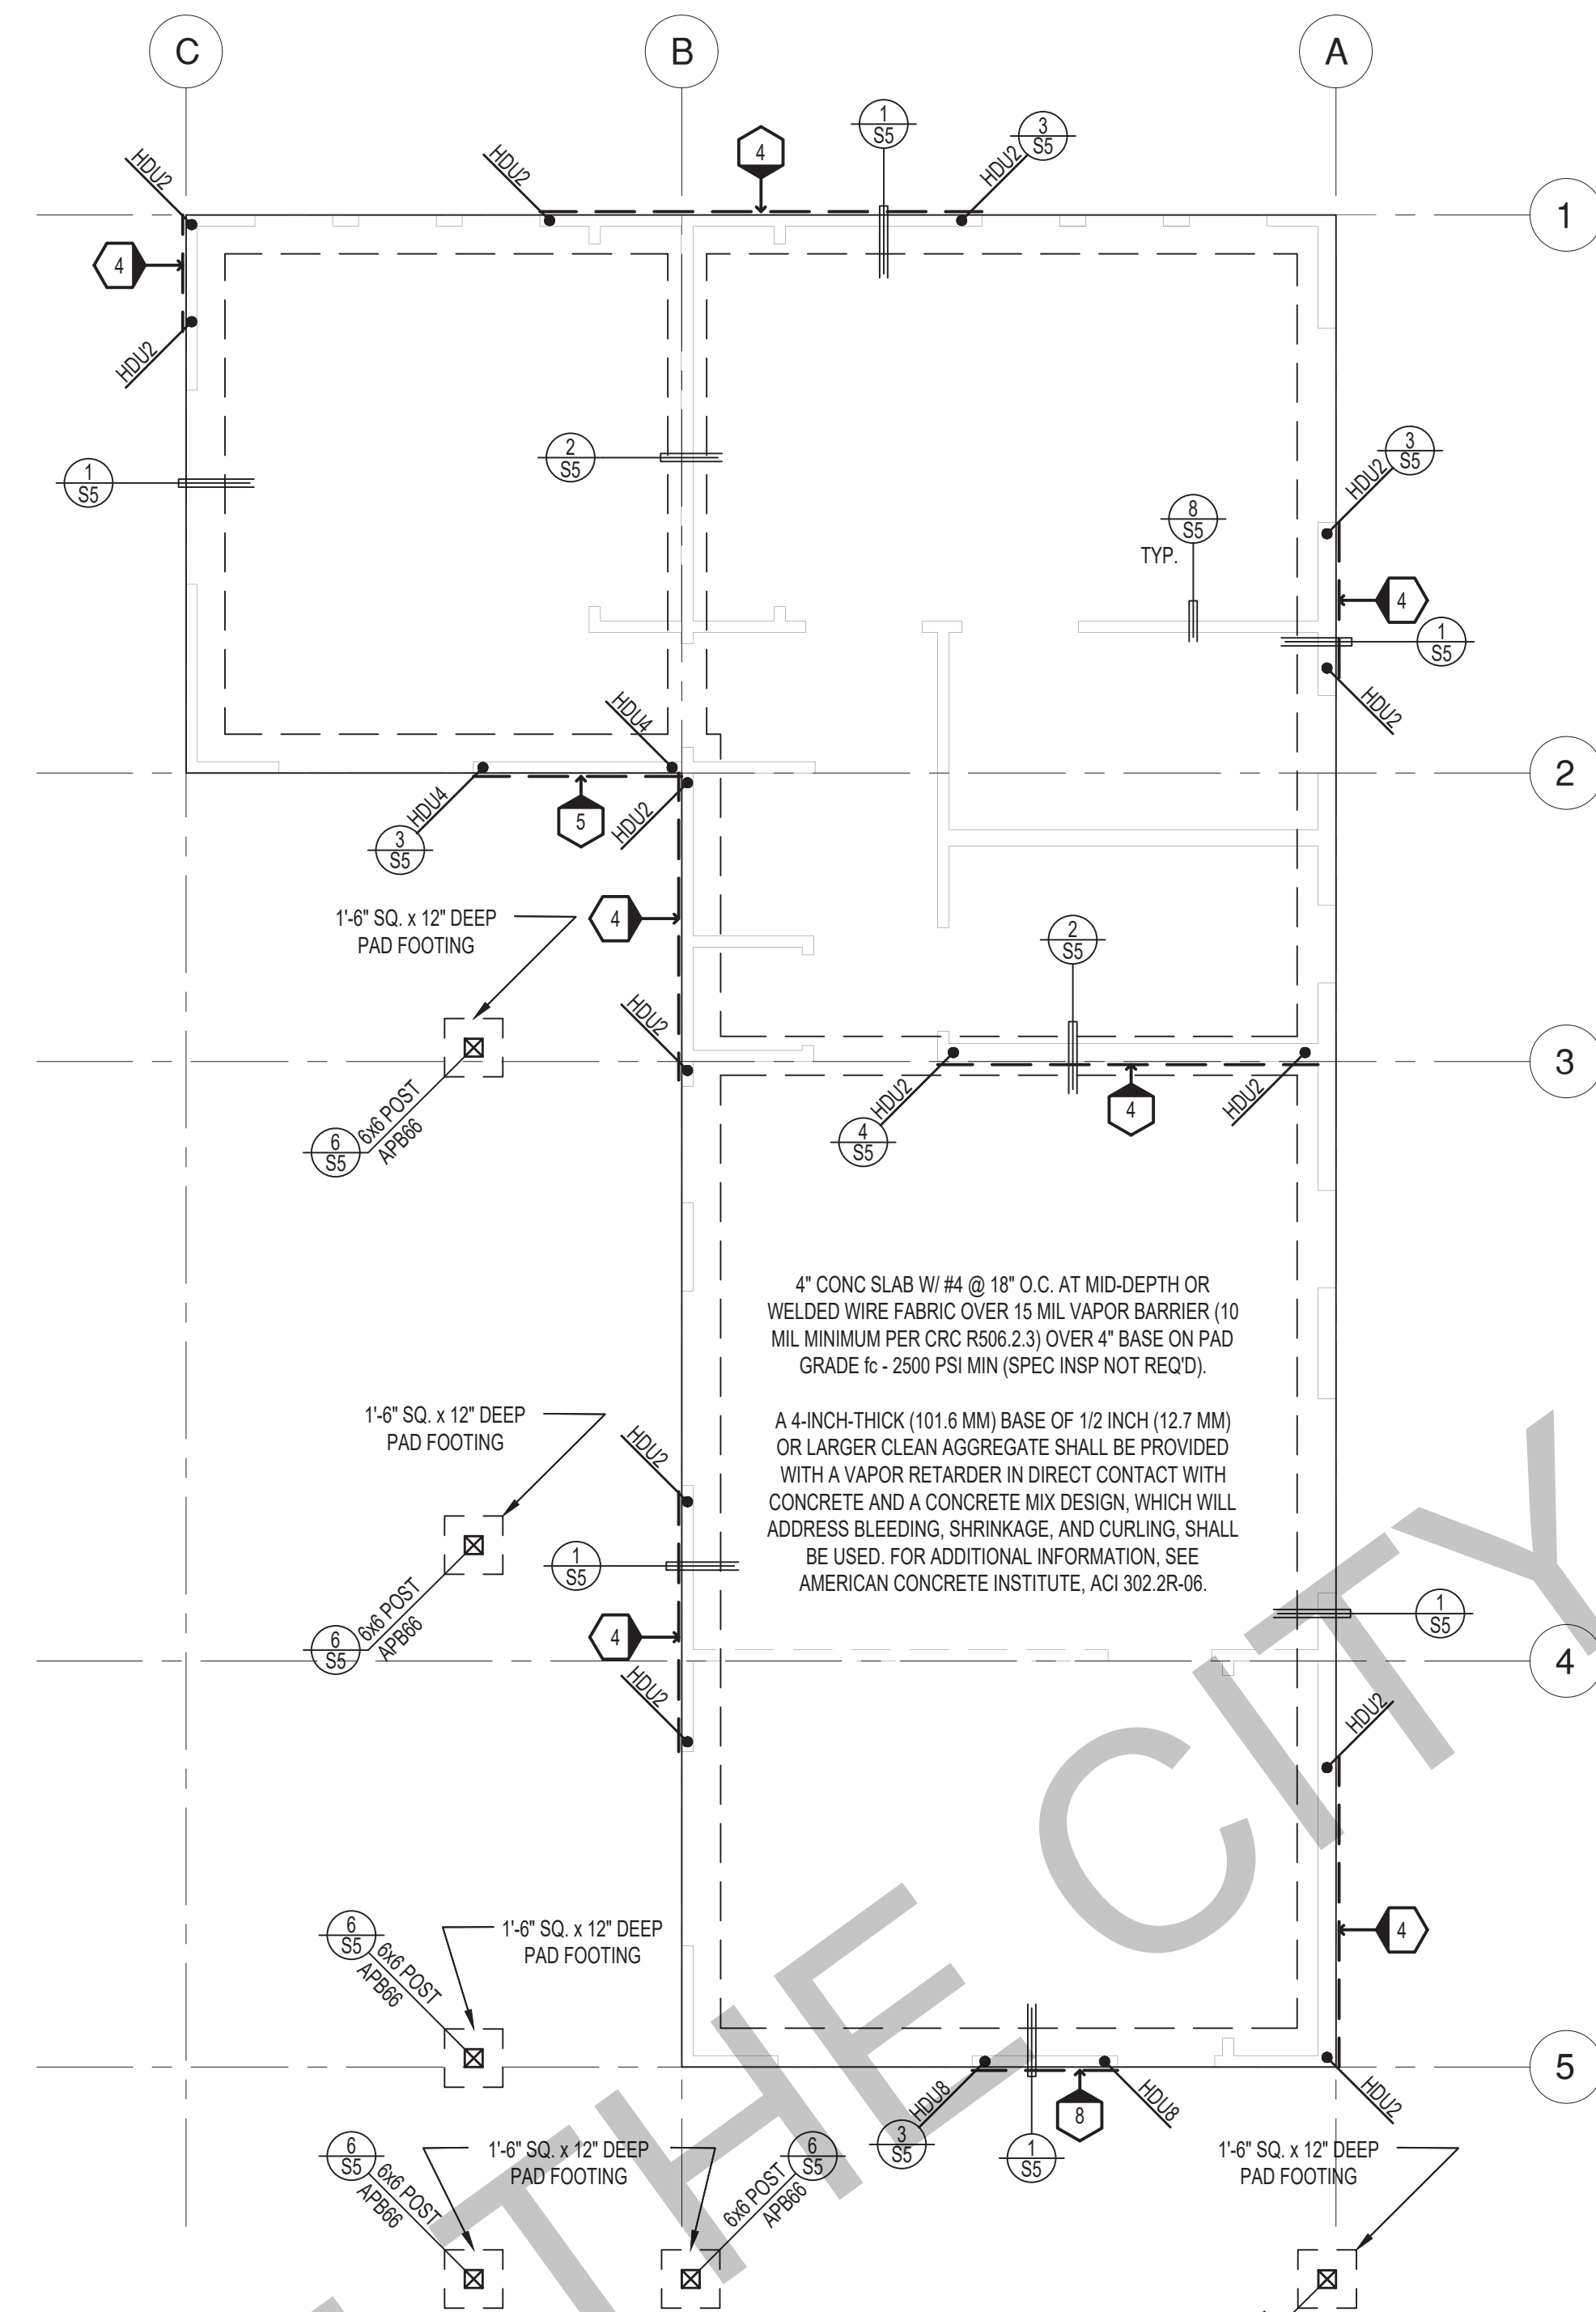 C
B
A
1
S5
3
S5
4
HDU2
HDU2
HDU2
1
4
HDU2
2
S5
1
S5
3
S5
HDU2
8
S5
TYP.
4
1
S5
HDU2
HDU4
2
HDU4
5
HDU2
3
S5
1'-6" SQ. x 12" DEEP
PAD FOOTING
4
2
S5
HDU2
3
6x6 POST
APB66
6
S5
HDU2
4
S5
4
HDU2
4" CONC SLAB W/ #4 @ 18" O.C. AT MID-DEPTH OR
WELDED WIRE FABRIC OVER 15 MIL VAPOR BARRIER (10
MIL MINIMUM PER CRC R506.2.3) OVER 4" BASE ON PAD
GRADE fc - 2500 PSI MIN (SPEC INSP NOT REQ'D).
A 4-INCH-THICK (101.6 MM) BASE OF 1/2 INCH (12.7 MM)
OR LARGER CLEAN AGGREGATE SHALL BE PROVIDED
WITH A VAPOR RETARDER IN DIRECT CONTACT WITH
CONCRETE AND A CONCRETE MIX DESIGN, WHICH WILL
ADDRESS BLEEDING, SHRINKAGE, AND CURLING, SHALL
BE USED. FOR ADDITIONAL INFORMATION, SEE
AMERICAN CONCRETE INSTITUTE, ACI 302.2R-06.
1'-6" SQ. x 12" DEEP
PAD FOOTING
HDU2
1
S5
6x6 POST
APB66
6
S5
4
1
S5
4
HDU2
HDU2
4
6
S5
6x6 POST
APB66
1'-6" SQ. x 12" DEEP
PAD FOOTING
5
HDU8
3
S5
1
S5
8
HDU8
HDU2
6
S5
6x6 POST
APB66
1'-6" SQ. x 12" DEEP
PAD FOOTING
6
S5
6x6 POST
APB66
1'-6" SQ. x 12" DEEP
PAD FOOTING
THE CITY